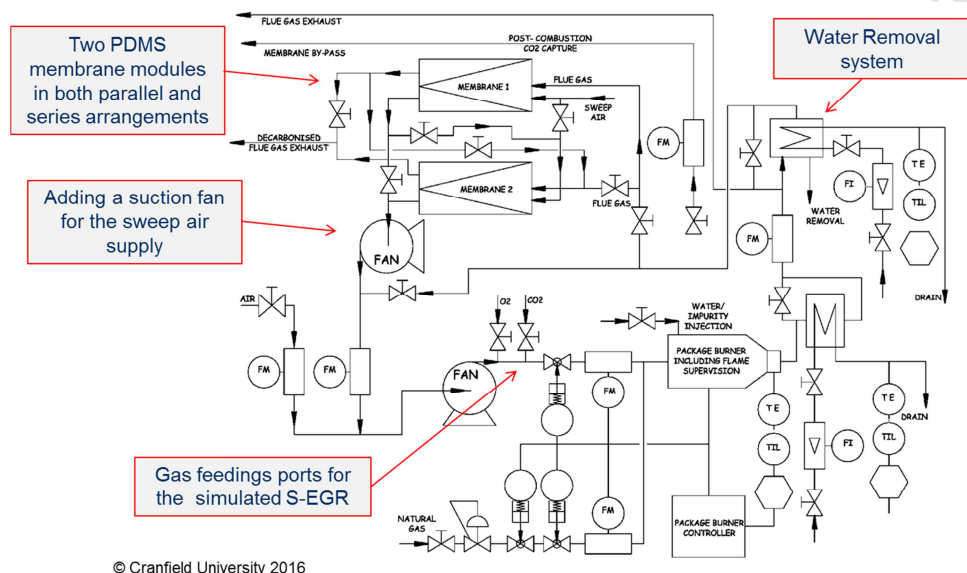 FLUE GAS EXHAUST
Two PDMS
membrane modules
in both parallel and
series arrangements
MEMBRANE BY-PASS
POST- COMBUSTION
CO2 CAPTURE
Water Removal
system
MEMBRANE 1
FLUE GAS
SWEEP
AIR
DECARBONISED
FLUE GAS EXHAUST
FM
MEMBRANE 2
FLUE GAS
TE
FI
TIL
WATER
REMOVAL
Adding a suction fan
for the sweep air
supply
FAN
FM
DRAIN
AIR
O2
CO2
WATER/
IMPURITY
INJECTION
FM
FM
FAN
PACKAGE BURNER
INCLUDING FLAME
SUPERVISION
FM
TE
TE
DRAIN
TIL
FI
TIL
Gas feedings ports for
the simulated S-EGR
FM
NATURAL
GAS
PACKAGE BURNER
CONTROLLER
© Cranfield University 2016